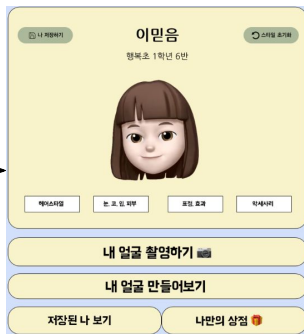 나 저장하기
이믿음
스타일 초기화
행복초 1학년 6반
헤어스타일
눈, 코, 입, 피부
표정, 효과
악세사리
내 얼굴 촬영하기 📸
내 얼굴 만들어보기
저장된 나 보기
나만의 상점 🎁